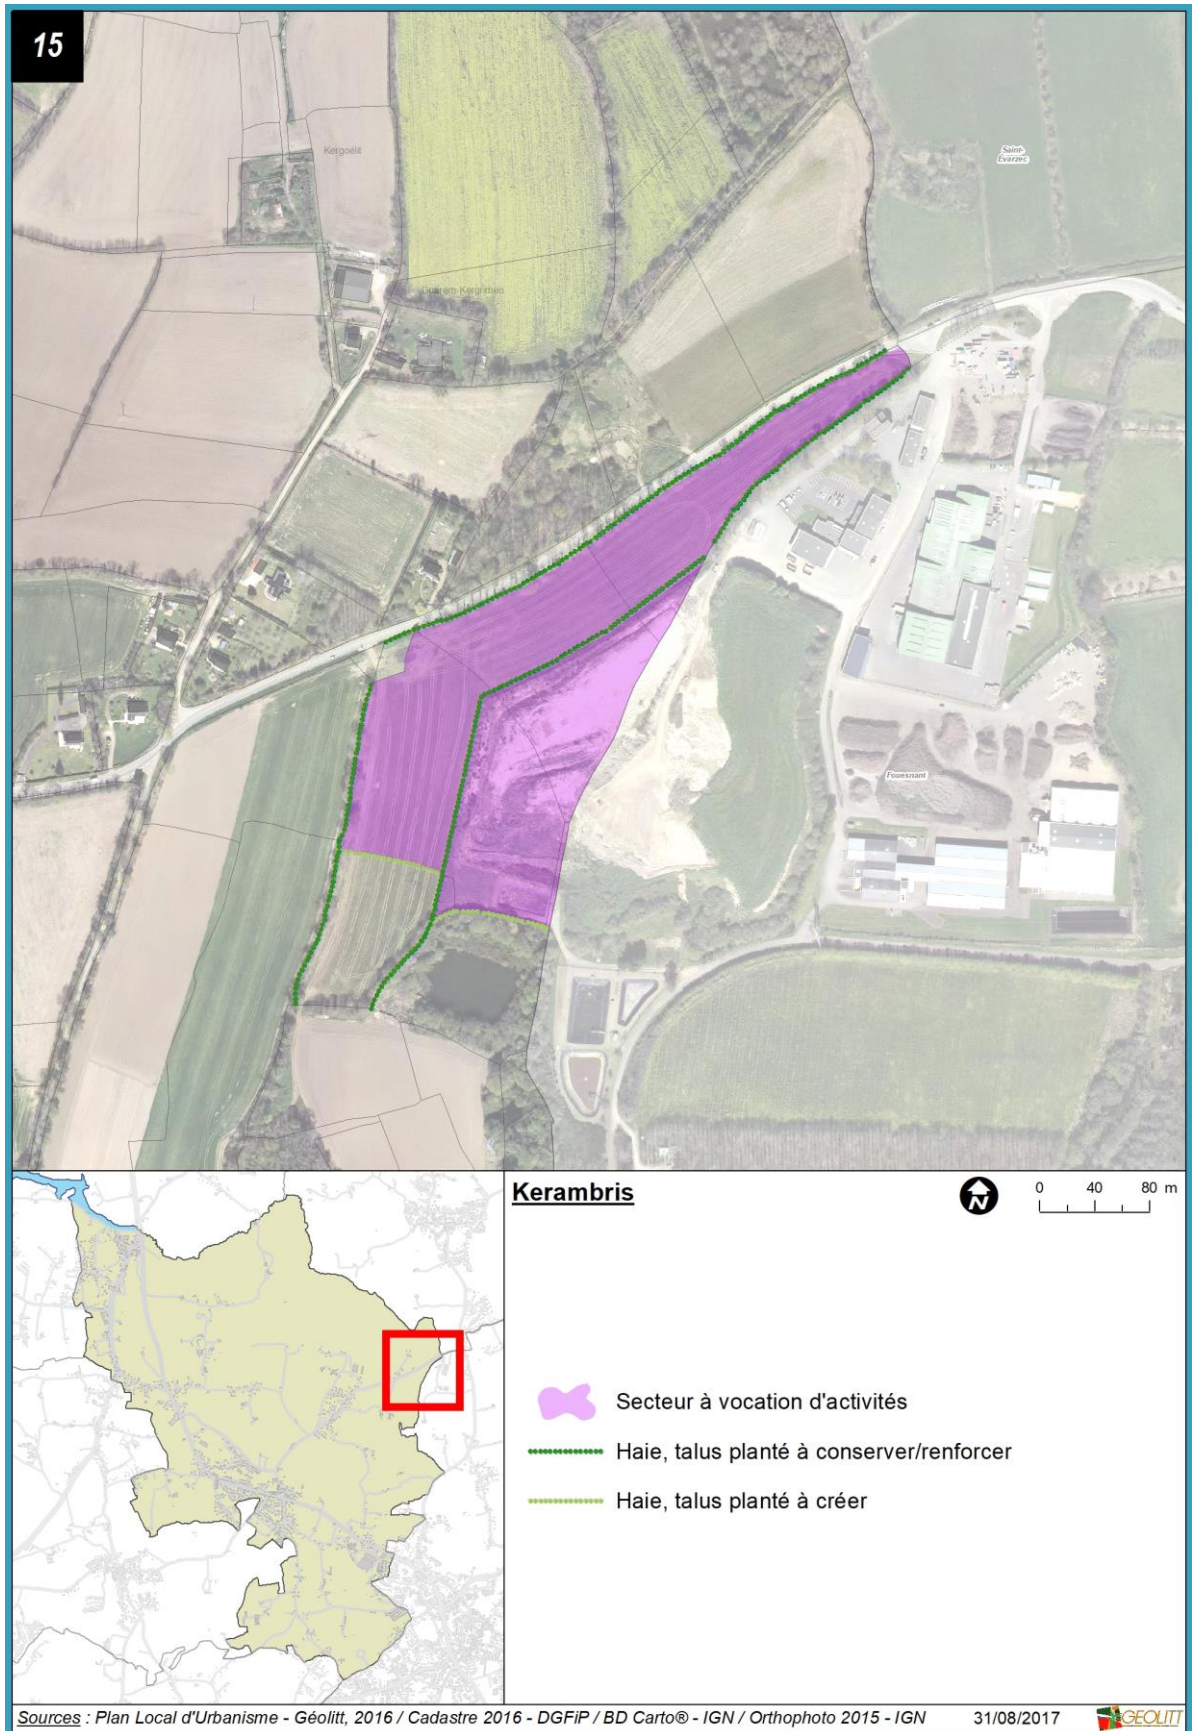 15
Kergoëlit
Saint-
Evarzec
Fouesnant
Kerambris
N
0 40 80 m
Secteur à vocation d'activités
Haie, talus planté à conserver/renforcer
Haie, talus planté à créer
Sources : Plan Local d'Urbanisme - Géolitt, 2016 / Cadastre 2016 - DGFiP / BD Carto® - IGN / Orthophoto 2015 - IGN 31/08/2017 GEOLITT